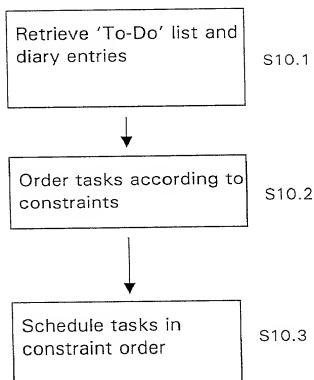 Retrieve 'To-Do' list and
diary entries
S10.1
Order tasks according to
constraints
S10.2
Schedule tasks in
constraint order
S10.3